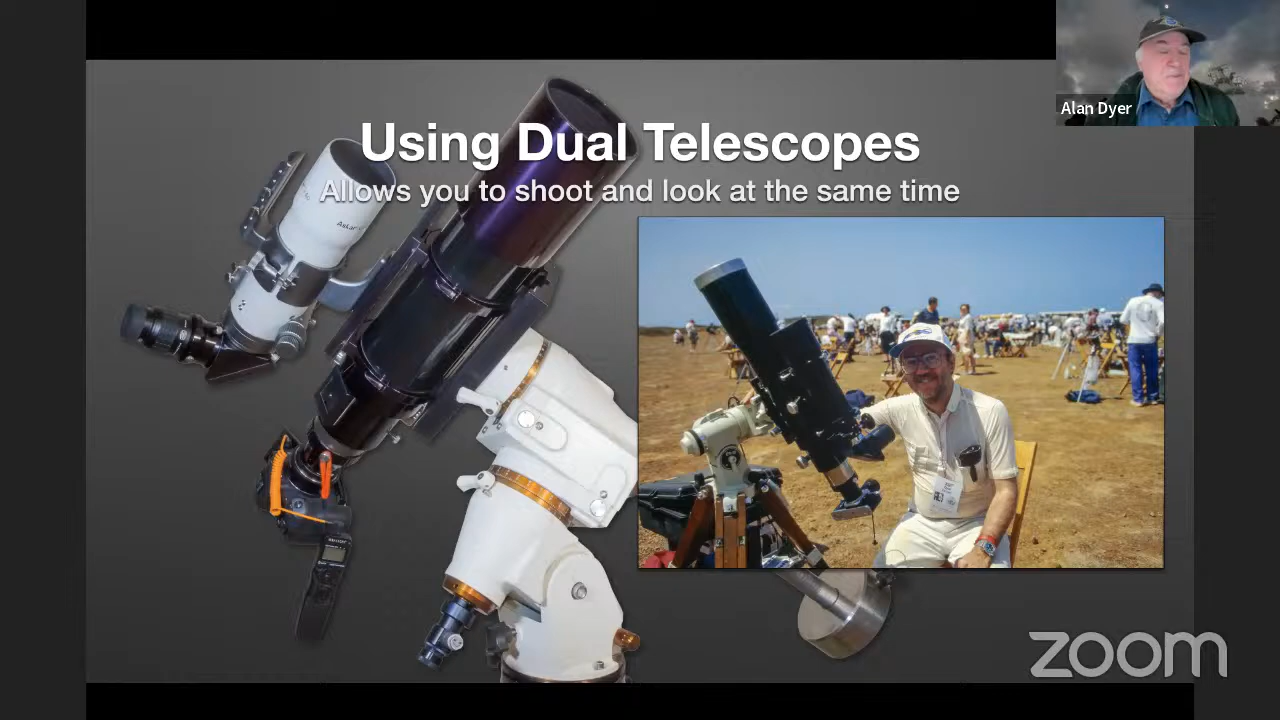 Using Dual Telescopes
Allows you to shoot and look at the same time
Alan Dyer
zoom